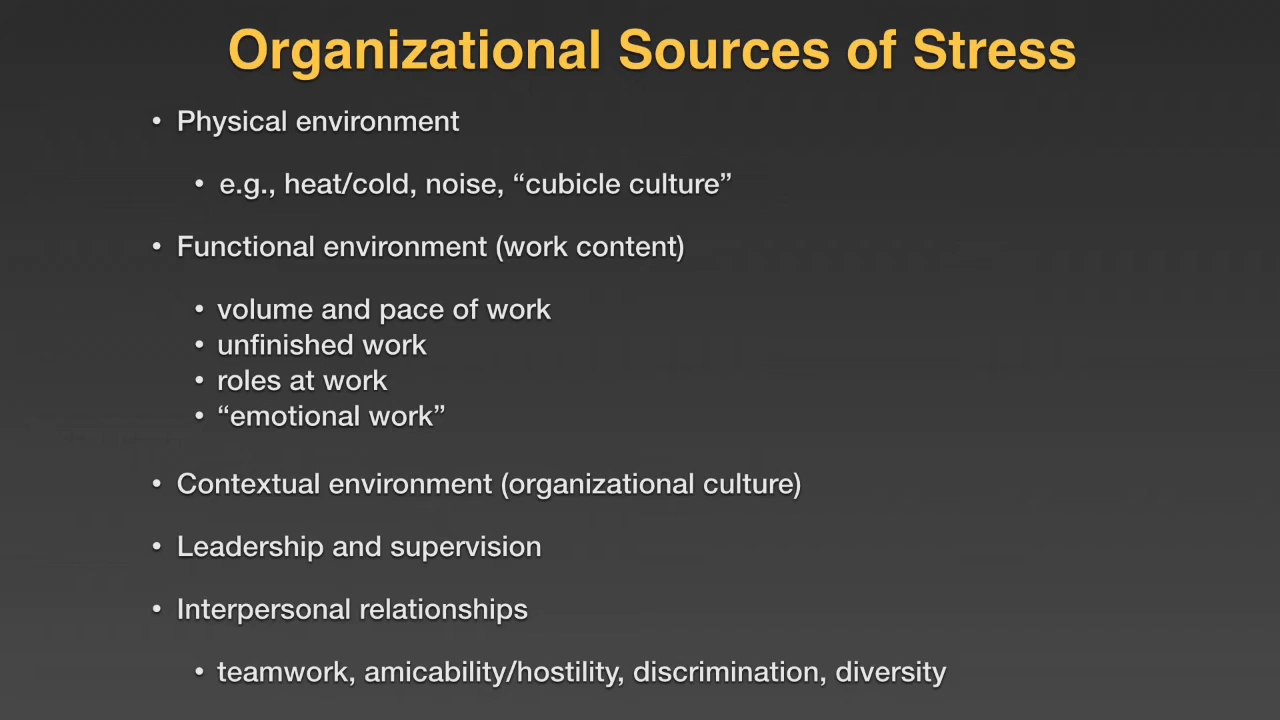 Organizational Sources of Stress
• Physical environment
• e.g., heat/cold, noise, “cubicle culture”
• Functional environment (work content)
• volume and pace of work
• unfinished work
• roles at work
• “emotional work”
• Contextual environment (organizational culture)
• Leadership and supervision
• Interpersonal relationships
• teamwork, amicability/hostility, discrimination, diversity